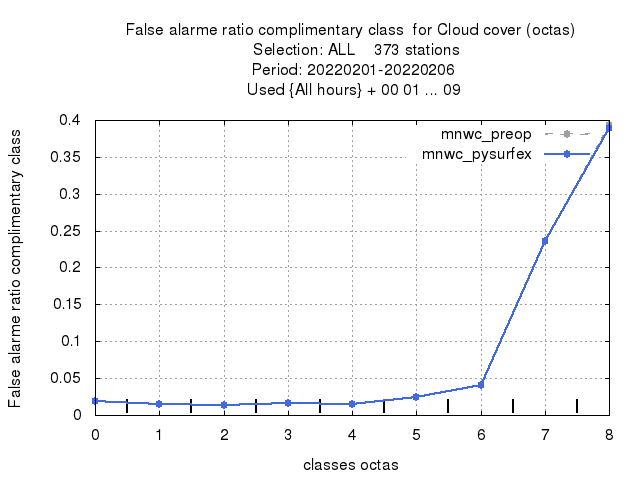 False alarme ratio complimentary class  for Cloud cover (octas)
Selection: ALL    373 stations
Period: 20220201-20220206
Used {All hours} + 00 01 ... 09
mnwc_preop
mnwc_pysurfex
False alarme ratio complimentary class
0.4
0.35
0.3
0.25
0.2
0.15
0.1
0.05
0
0 1 2 3 4 5 6 7 8
classes octas